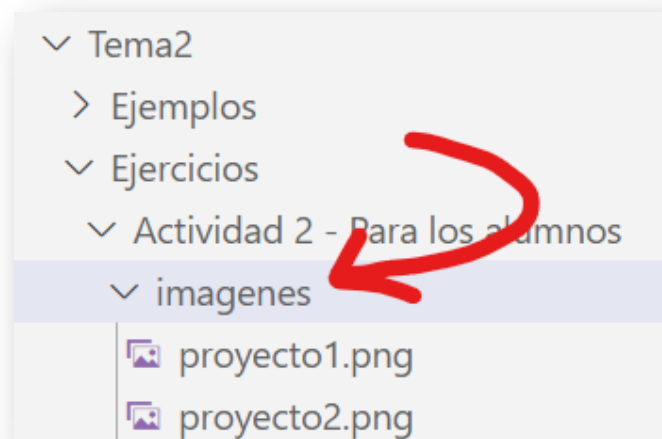 Tema2
Ejemplos
Ejercicios
Actividad 2 - Para los alumnos
imagenes
proyecto1.png
proyecto2.png